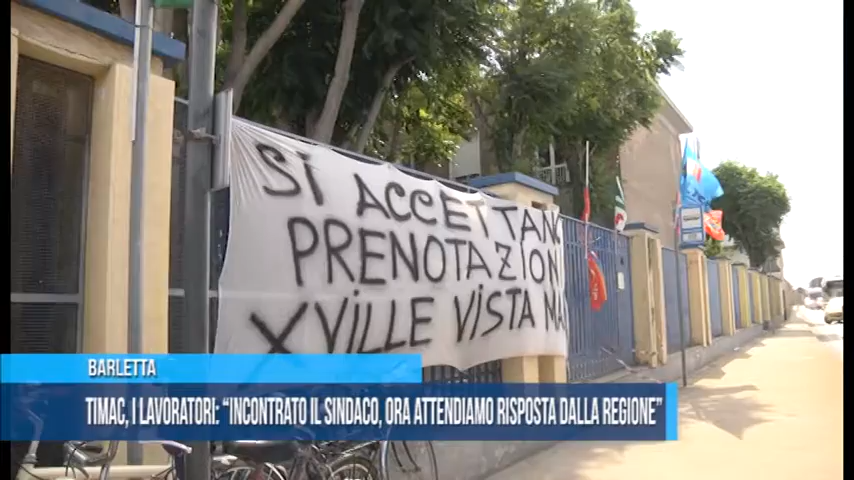 SI ACCETTANO
PRENOTAZIONI
X VILLE VISTA MA
BARLETTA
TIMAC, I LAVORATORI: “INCONTRATO IL SINDACO, ORA ATTENDIAMO RISPOSTA DALLA REGIONE”